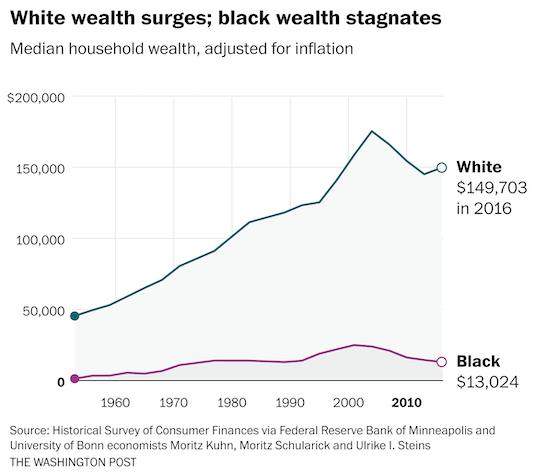 White wealth surges; black wealth stagnates
Median household wealth, adjusted for inflation
$200,000
150,000
100,000
50,000
0
White
$149,703
in 2016
Black
$13,024
1960 1970 1980 1990 2000 2010
Source: Historical Survey of Consumer Finances via Federal Reserve Bank of Minneapolis and
University of Bonn economists Moritz Kuhn, Moritz Schularick and Ulrike I. Steins
THE WASHINGTON POST